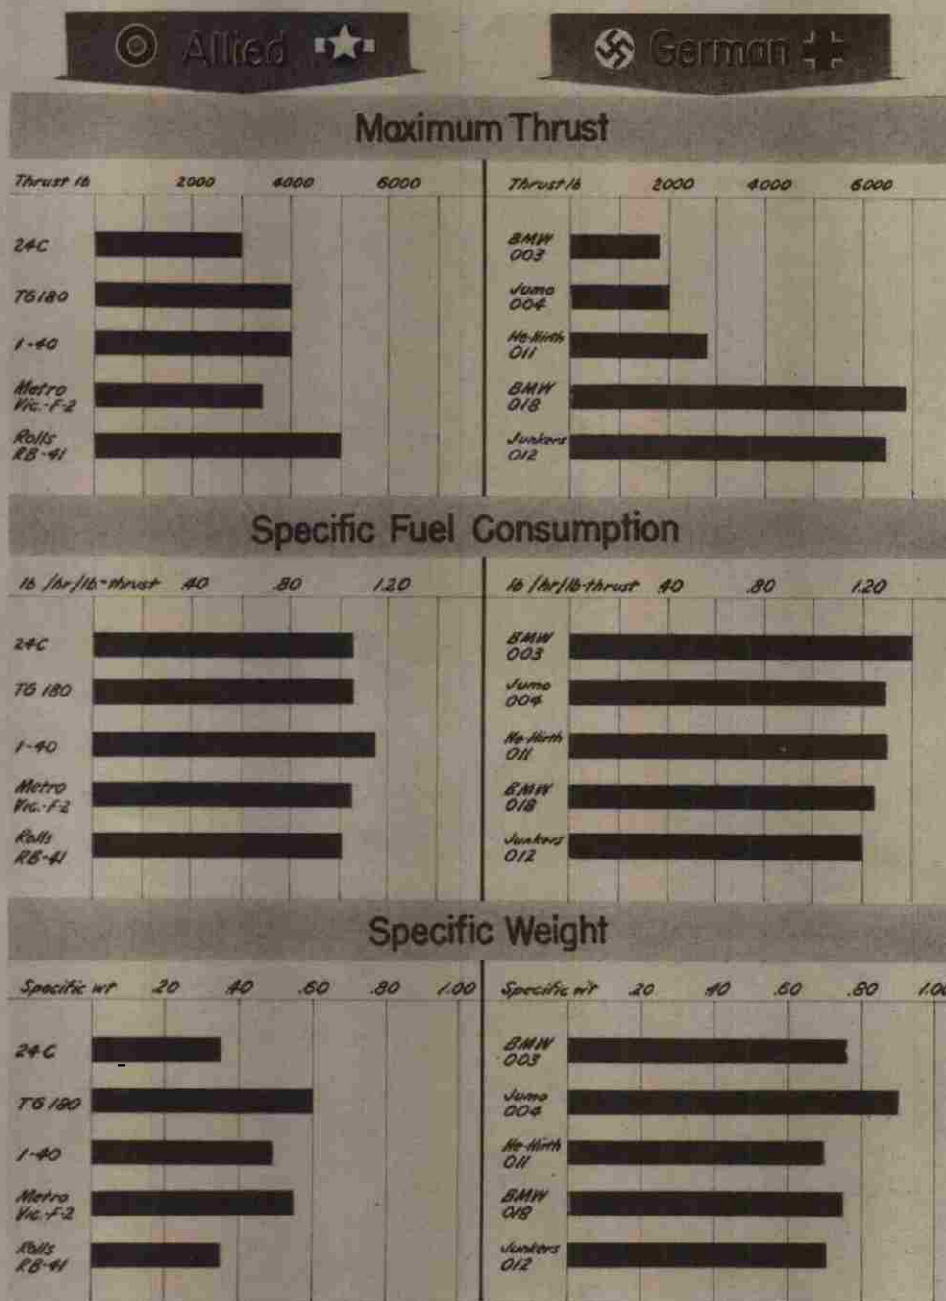 Allied
German
Maximum Thrust
Thrust lb 2000 4000 6000
24C
TG180
I-40
Metro
Vic.-F-2
Rolls
RB-41
Thrust lb 2000 4000 6000
BMW
003
Jumo
004
He-Hirth
011
BMW
018
Junkers
012
Specific Fuel Consumption
lb/hr/lb-thrust .40 .80 1.20
24C
TG 180
I-40
Metro
Vic.-F-2
Rolls
RB-41
lb/hr/lb-thrust .40 .80 1.20
BMW
003
Jumo
004
He-Hirth
011
BMW
018
Junkers
012
Specific Weight
Specific wt .20 .40 .60 .80 1.00
24C
TG 180
I-40
Metro
Vic.-F-2
Rolls
RB-41
Specific wt .20 .40 .60 .80 1.00
BMW
003
Jumo
004
He-Hirth
011
BMW
018
Junkers
012